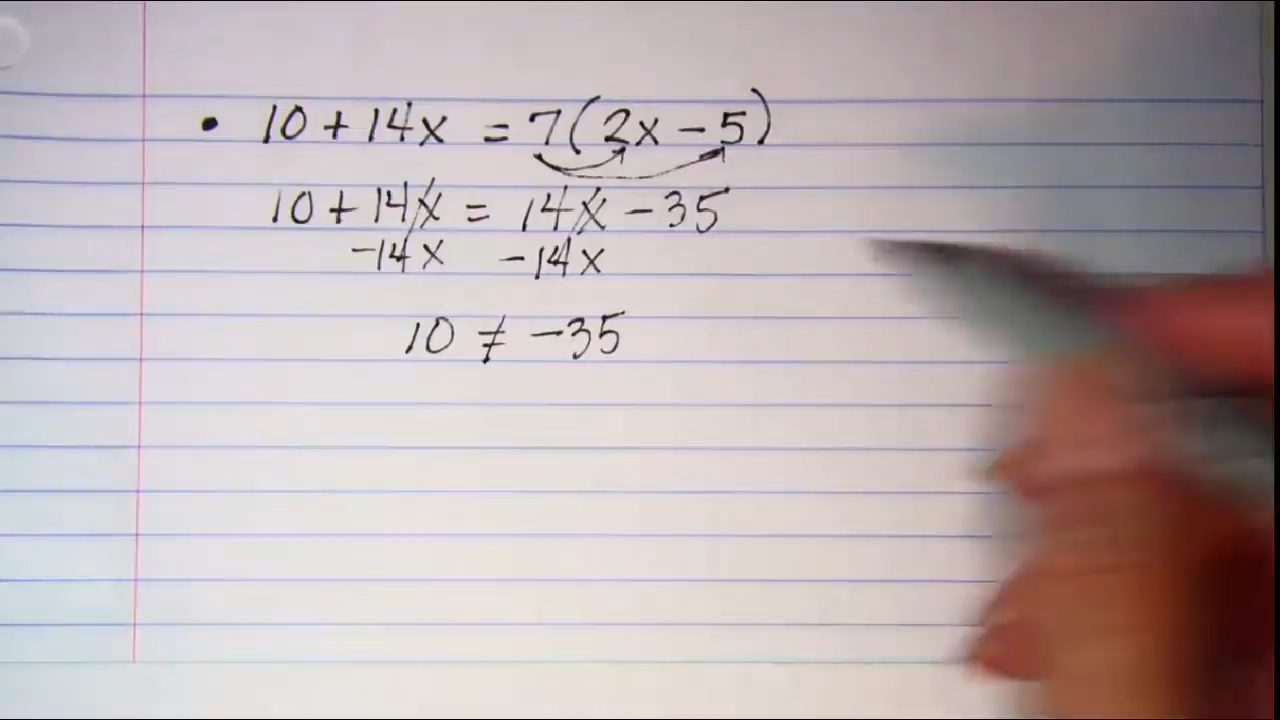 • 10 + 14x = 7(2x - 5)
10 + 14x = 14x - 35
-14x -14x
10 ≠ -35